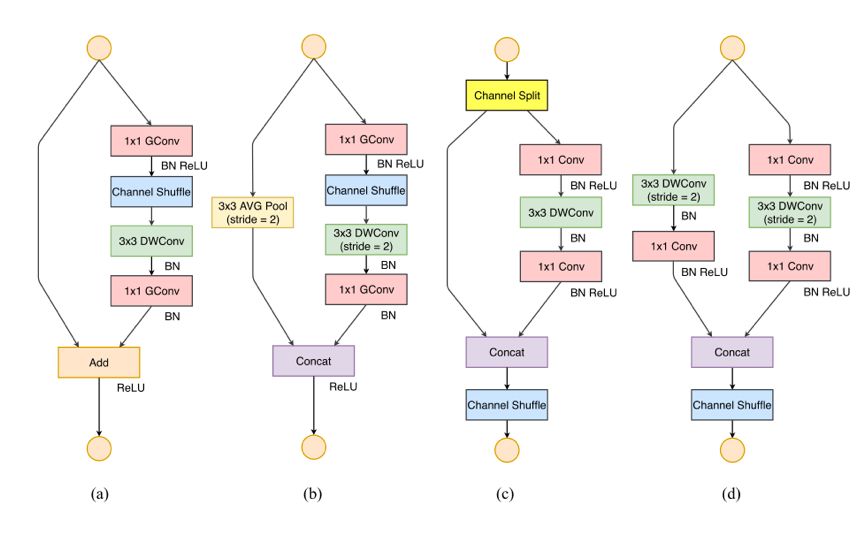 1x1 GConv
BN ReLU
Channel Shuffle
3x3 DWConv
BN
1x1 GConv
BN
Add
ReLU
(a)
1x1 GConv
BN ReLU
Channel Shuffle
3x3 AVG Pool
(stride = 2)
3x3 DWConv
(stride = 2)
BN
1x1 GConv
BN
Concat
ReLU
(b)
Channel Split
1x1 Conv
BN ReLU
3x3 DWConv
BN
1x1 Conv
BN ReLU
Concat
Channel Shuffle
(c)
3x3 DWConv
(stride = 2)
BN
1x1 Conv
BN ReLU
1x1 Conv
BN ReLU
3x3 DWConv
(stride = 2)
BN
1x1 Conv
BN ReLU
Concat
Channel Shuffle
(d)